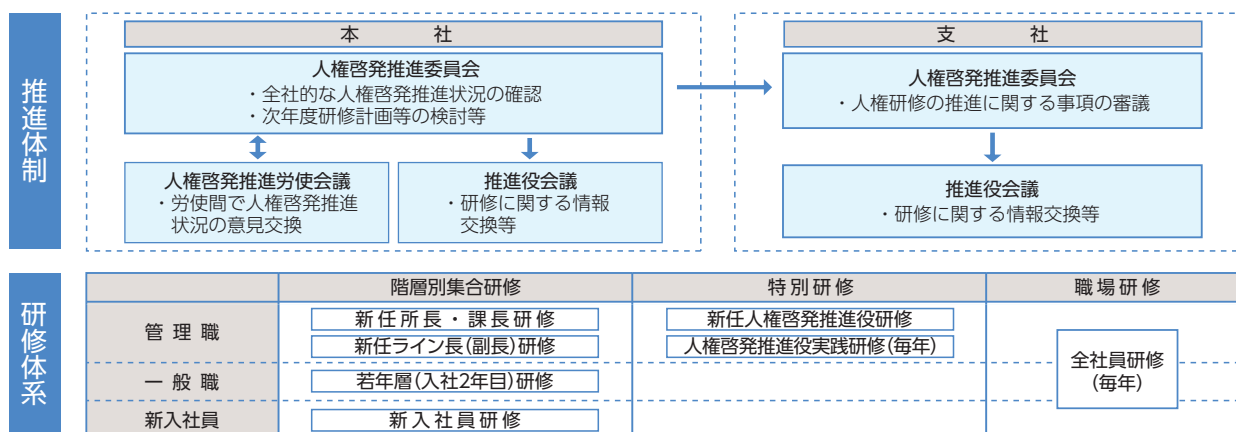 推進体制
本社
人権啓発推進委員会
・全社的な人権啓発推進状況の確認
・次年度研修計画等の検討等
人権啓発推進労使会議
・労使間で人権啓発推進
状況の意見交換
推進役会議
・研修に関する情報
交換等
支社
人権啓発推進委員会
・人権研修の推進に関する事項の審議
推進役会議
・研修に関する情報交換等
研修体系
階層別集合研修
特別研修
職場研修
管理職
新任所長・課長研修
新任人権啓発推進役研修
新任ライン長(副長)研修
人権啓発推進役実践研修(毎年)
全社員研修
(毎年)
一般職
若年層(入社2年目)研修
新入社員
新入社員研修